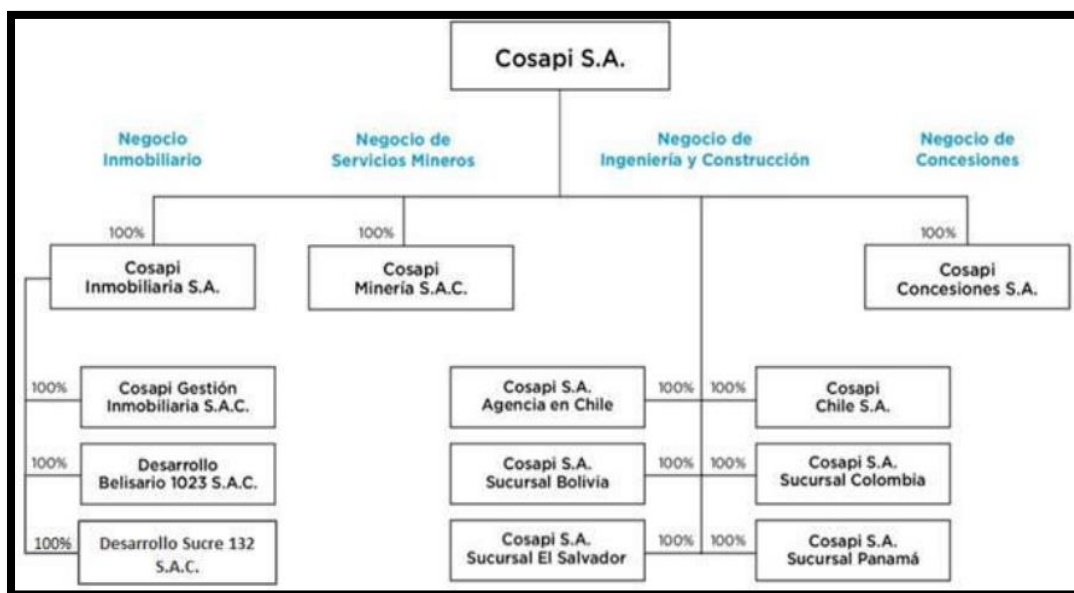 Cosapi S.A.
Negocio
Inmobiliario
Negocio de
Servicios Mineros
Negocio de
Ingeniería y Construcción
Negocio de
Concesiones
100%
Cosapi
Inmobiliaria S.A.
100%
Cosapi
Minería S.A.C.
100%
Cosapi
Concesiones S.A.
100%
Cosapi Gestión
Inmobiliaria S.A.C.
100%
Desarrollo
Belisario 1023 S.A.C.
100%
Desarrollo Sucre 132
S.A.C.
Cosapi S.A.
Agencia en Chile
100%
100%
Cosapi
Chile S.A.
Cosapi S.A.
Sucursal Bolivia
100%
100%
Cosapi S.A.
Sucursal Colombia
Cosapi S.A.
Sucursal El Salvador
100%
100%
Cosapi S.A.
Sucursal Panamá